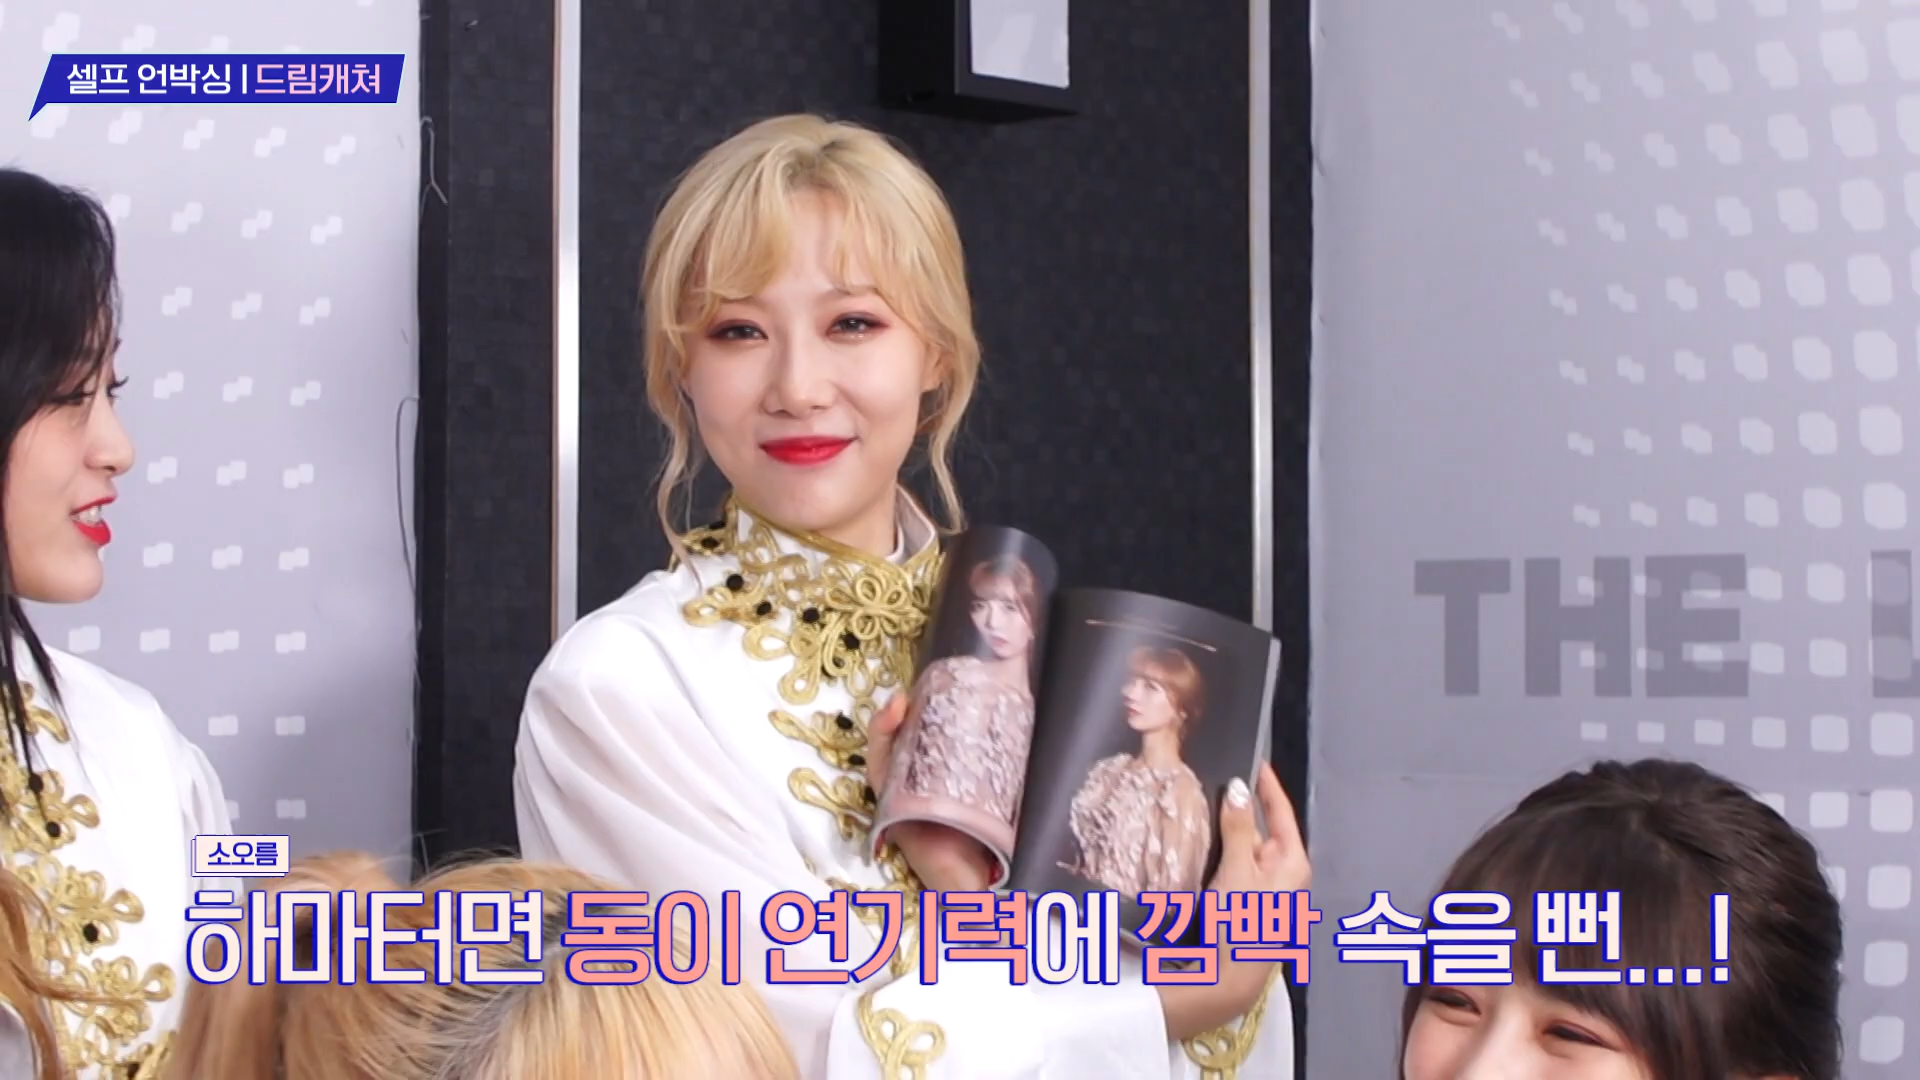 셀프 언박싱 | 드림캐쳐
THE
소오름
하마터면 동이 연기력에 깜빡 속을 뻔...!